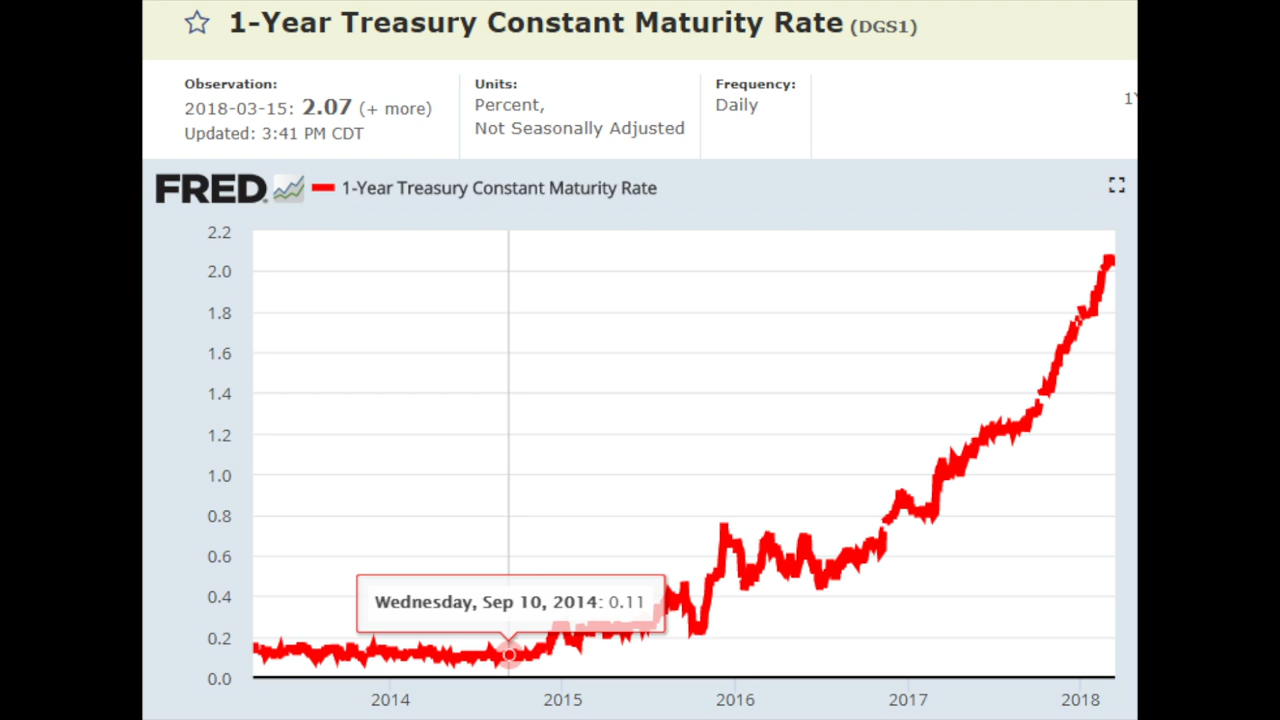 1-Year Treasury Constant Maturity Rate (DGS1)
Observation:
2018-03-15: 2.07 (+ more)
Updated: 3:41 PM CDT
Units:
Percent,
Not Seasonally Adjusted
Frequency:
Daily
1Y
FRED
1-Year Treasury Constant Maturity Rate
2.2
2.0
1.8
1.6
1.4
1.2
1.0
0.8
0.6
0.4
0.2
0.0
Wednesday, Sep 10, 2014: 0.11
2014 2015 2016 2017 2018